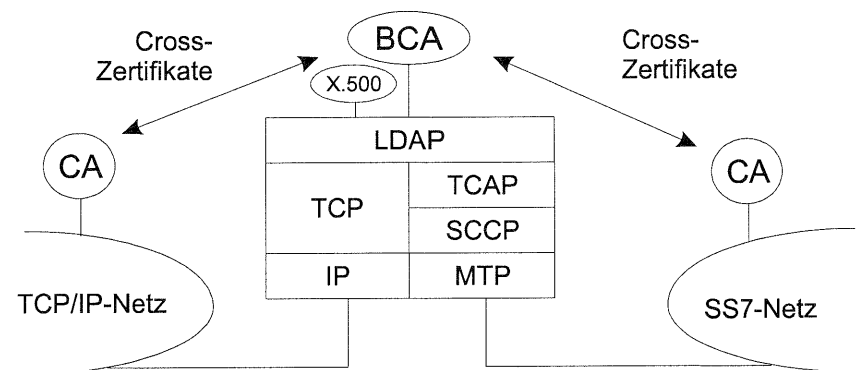 Cross-
Zertifikate
BCA
Cross-
Zertifikate
X.500
LDAP
CA
CA
TCP
TCAP
SCCP
IP
MTP
TCP/IP-Netz
SS7-Netz